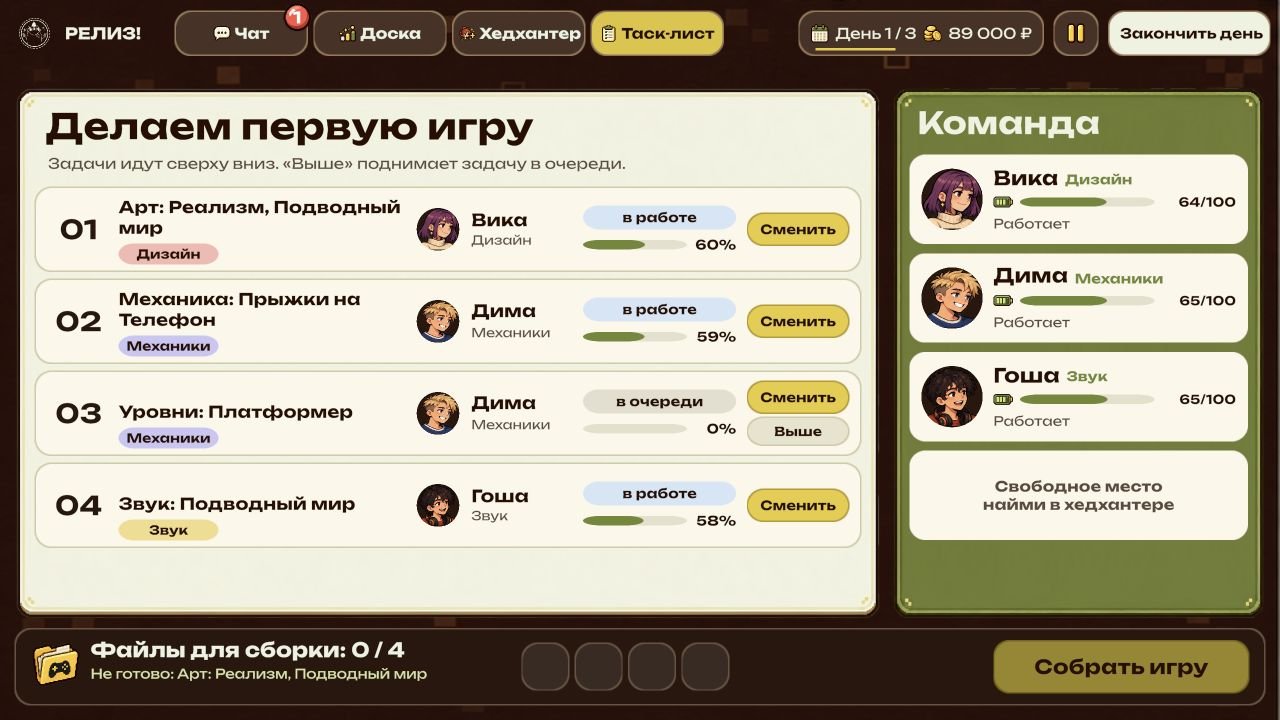 РЕЛИЗ!
Чат
1
Доска
Хедхантер
Таск-лист
День 1 / 3
89 000 ₽
Закончить день
Делаем первую игру
Задачи идут сверху вниз. «Выше» поднимает задачу в очереди.
01
Арт: Реализм, Подводный
мир
Дизайн
Вика
Дизайн
в работе
60%
Сменить
02
Механика: Прыжки на
Телефон
Механики
Дима
Механики
в работе
59%
Сменить
03
Уровни: Платформер
Механики
Дима
Механики
в очереди
0%
Сменить
Выше
04
Звук: Подводный мир
Звук
Гоша
Звук
в работе
58%
Сменить
Команда
Вика Дизайн
64/100
Работает
Дима Механики
65/100
Работает
Гоша Звук
65/100
Работает
Свободное место
найми в хедхантере
Файлы для сборки: 0 / 4
Не готово: Арт: Реализм, Подводный мир
Собрать игру